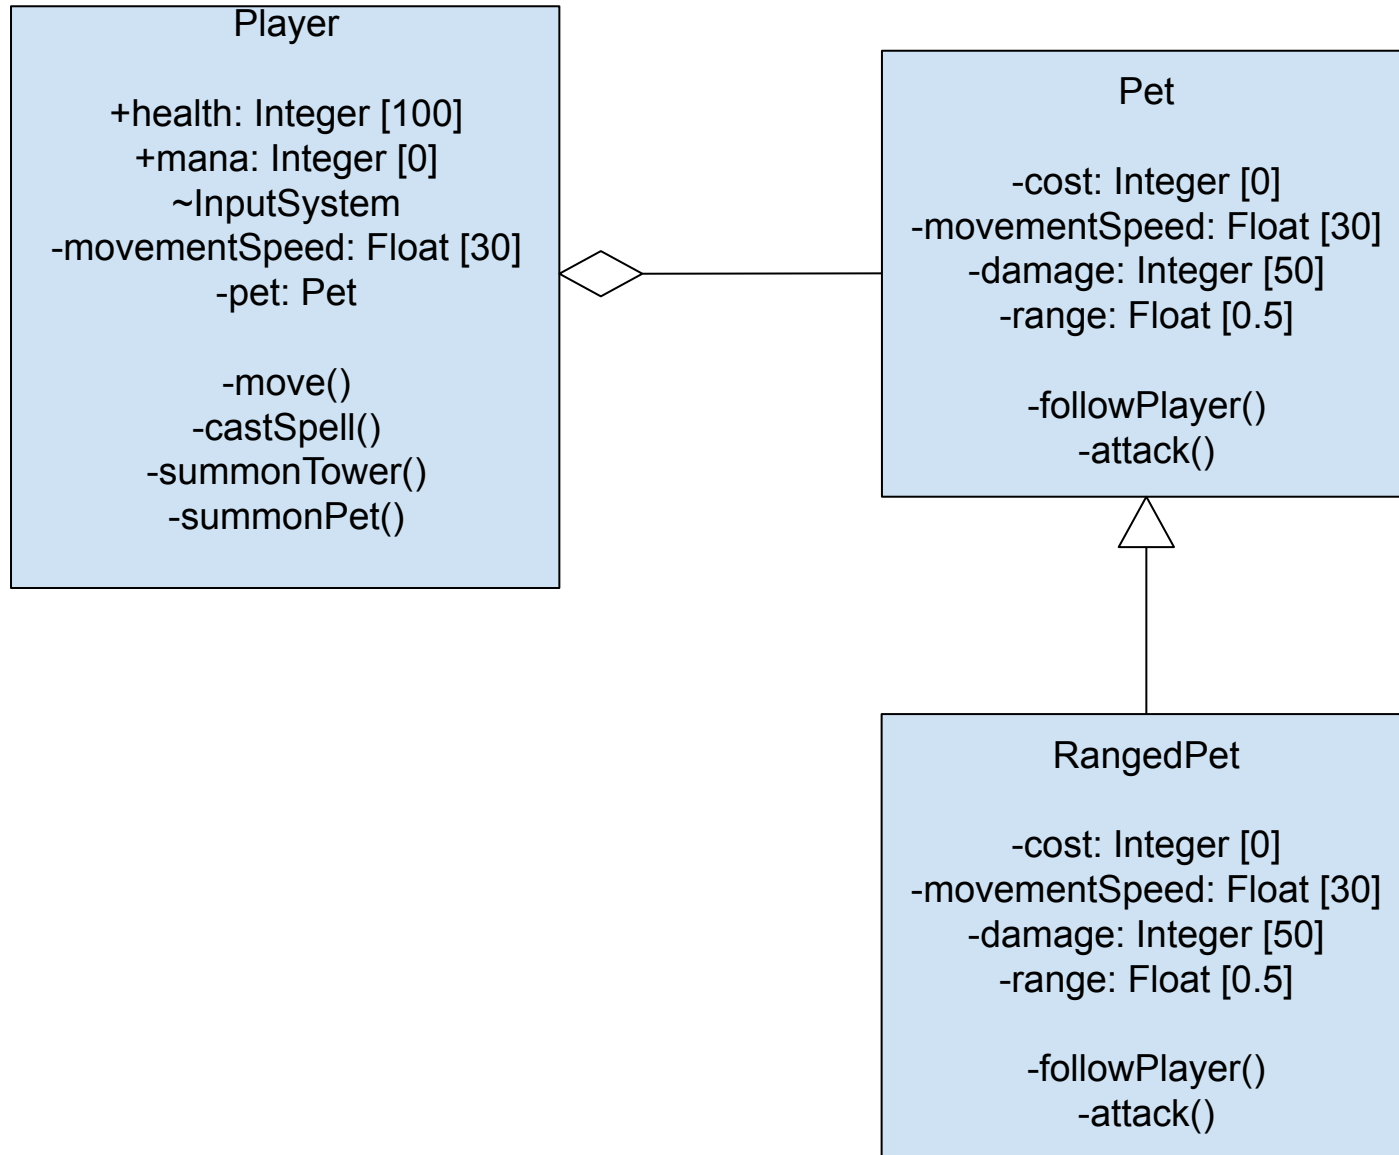 Player
+health: Integer [100]
+mana: Integer [0]
~InputSystem
-movementSpeed: Float [30]
-pet: Pet
-move()
-castSpell()
-summonTower()
-summonPet()
Pet
-cost: Integer [0]
-movementSpeed: Float [30]
-damage: Integer [50]
-range: Float [0.5]
-followPlayer()
-attack()
RangedPet
-cost: Integer [0]
-movementSpeed: Float [30]
-damage: Integer [50]
-range: Float [0.5]
-followPlayer()
-attack()